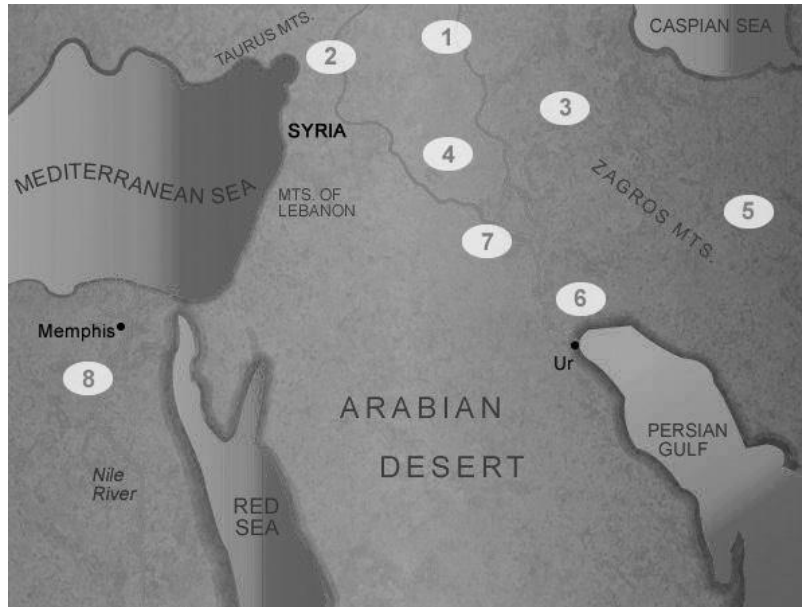 TAURUS MTS.
CASPIAN SEA
1
2
3
SYRIA
4
MEDITERRANEAN SEA
MTS. OF
LEBANON
ZAGROS MTS.
5
7
6
Memphis
Ur
8
ARABIAN
DESERT
PERSIAN
GULF
Nile
River
RED
SEA